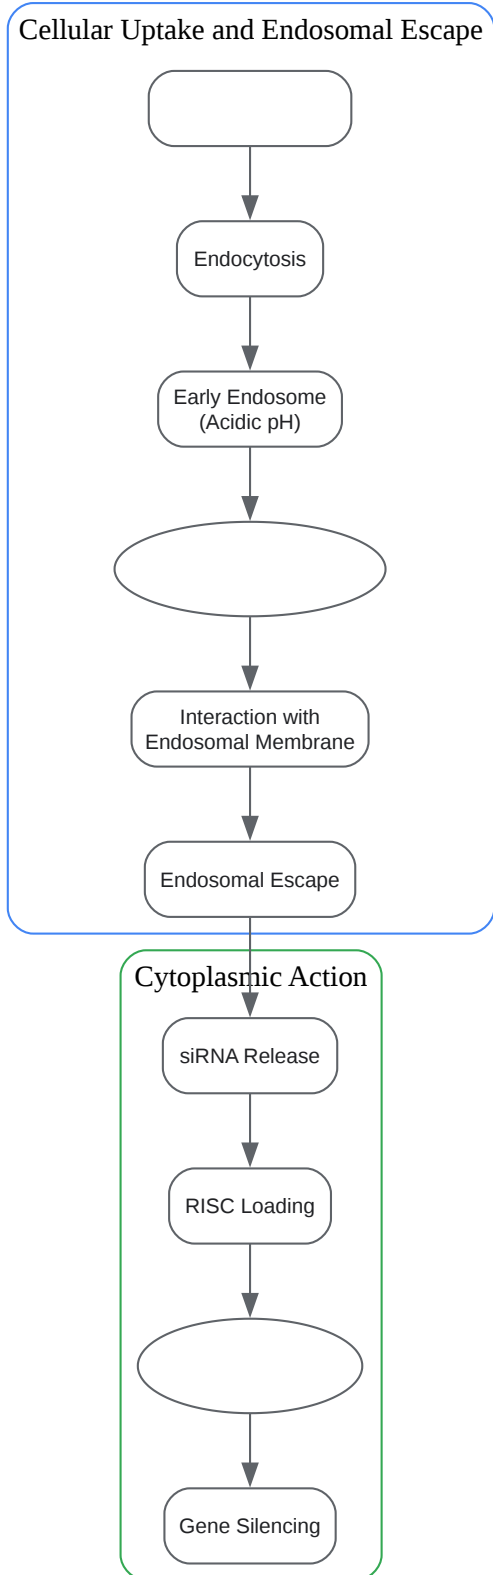 Cellular Uptake and Endosomal Escape
Endocytosis
Early Endosome
(Acidic pH)
Interaction with
Endosomal Membrane
Endosomal Escape
Cytoplasmic Action
siRNA Release
RISC Loading
Gene Silencing